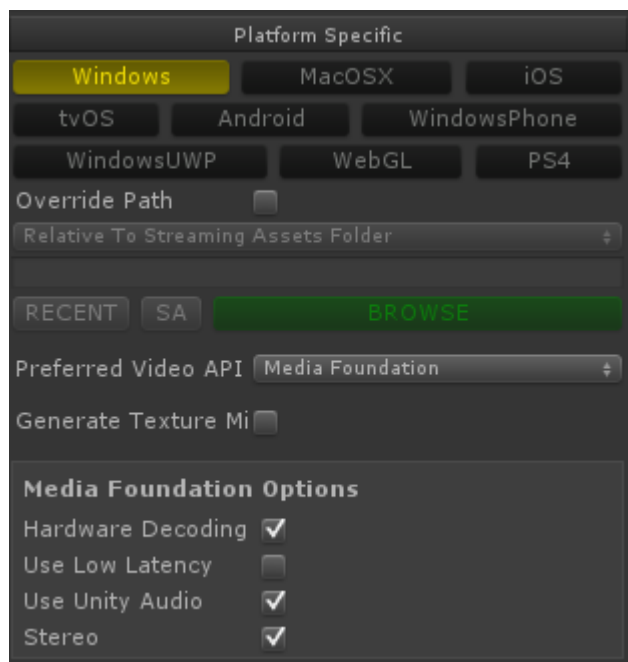 Platform Specific
Windows MacOSX iOS
tvOS Android WindowsPhone
WindowsUWP WebGL PS4
Override Path
Relative To Streaming Assets Folder
RECENT SA BROWSE
Preferred Video API Media Foundation
Generate Texture Mi
Media Foundation Options
Hardware Decoding
Use Low Latency
Use Unity Audio
Stereo